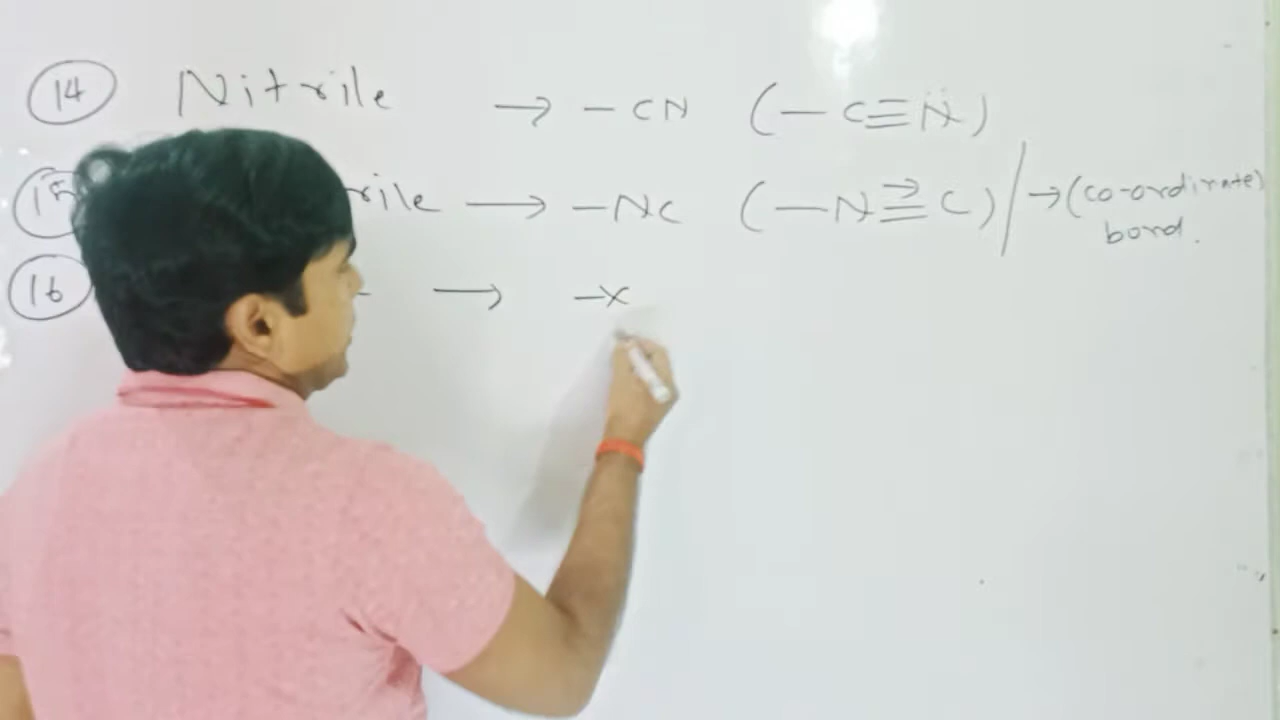 14 Nitrile → - CN (- C≡N̈)
15 rile → -NC (-N≡C) / → (co-ordinate)
bond.
16 → -X